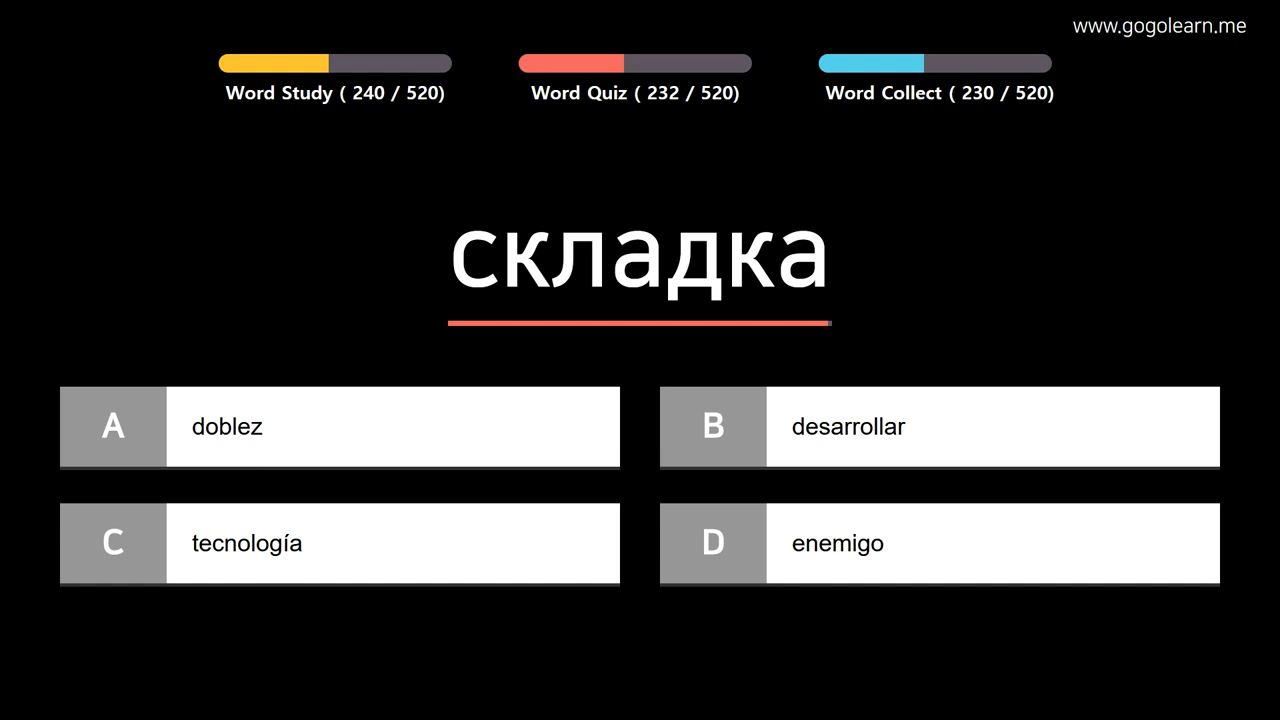 www.gogolearn.me
Word Study ( 240 / 520)
Word Quiz ( 232 / 520)
Word Collect ( 230 / 520)
складка
A doblez
B desarrollar
C tecnología
D enemigo